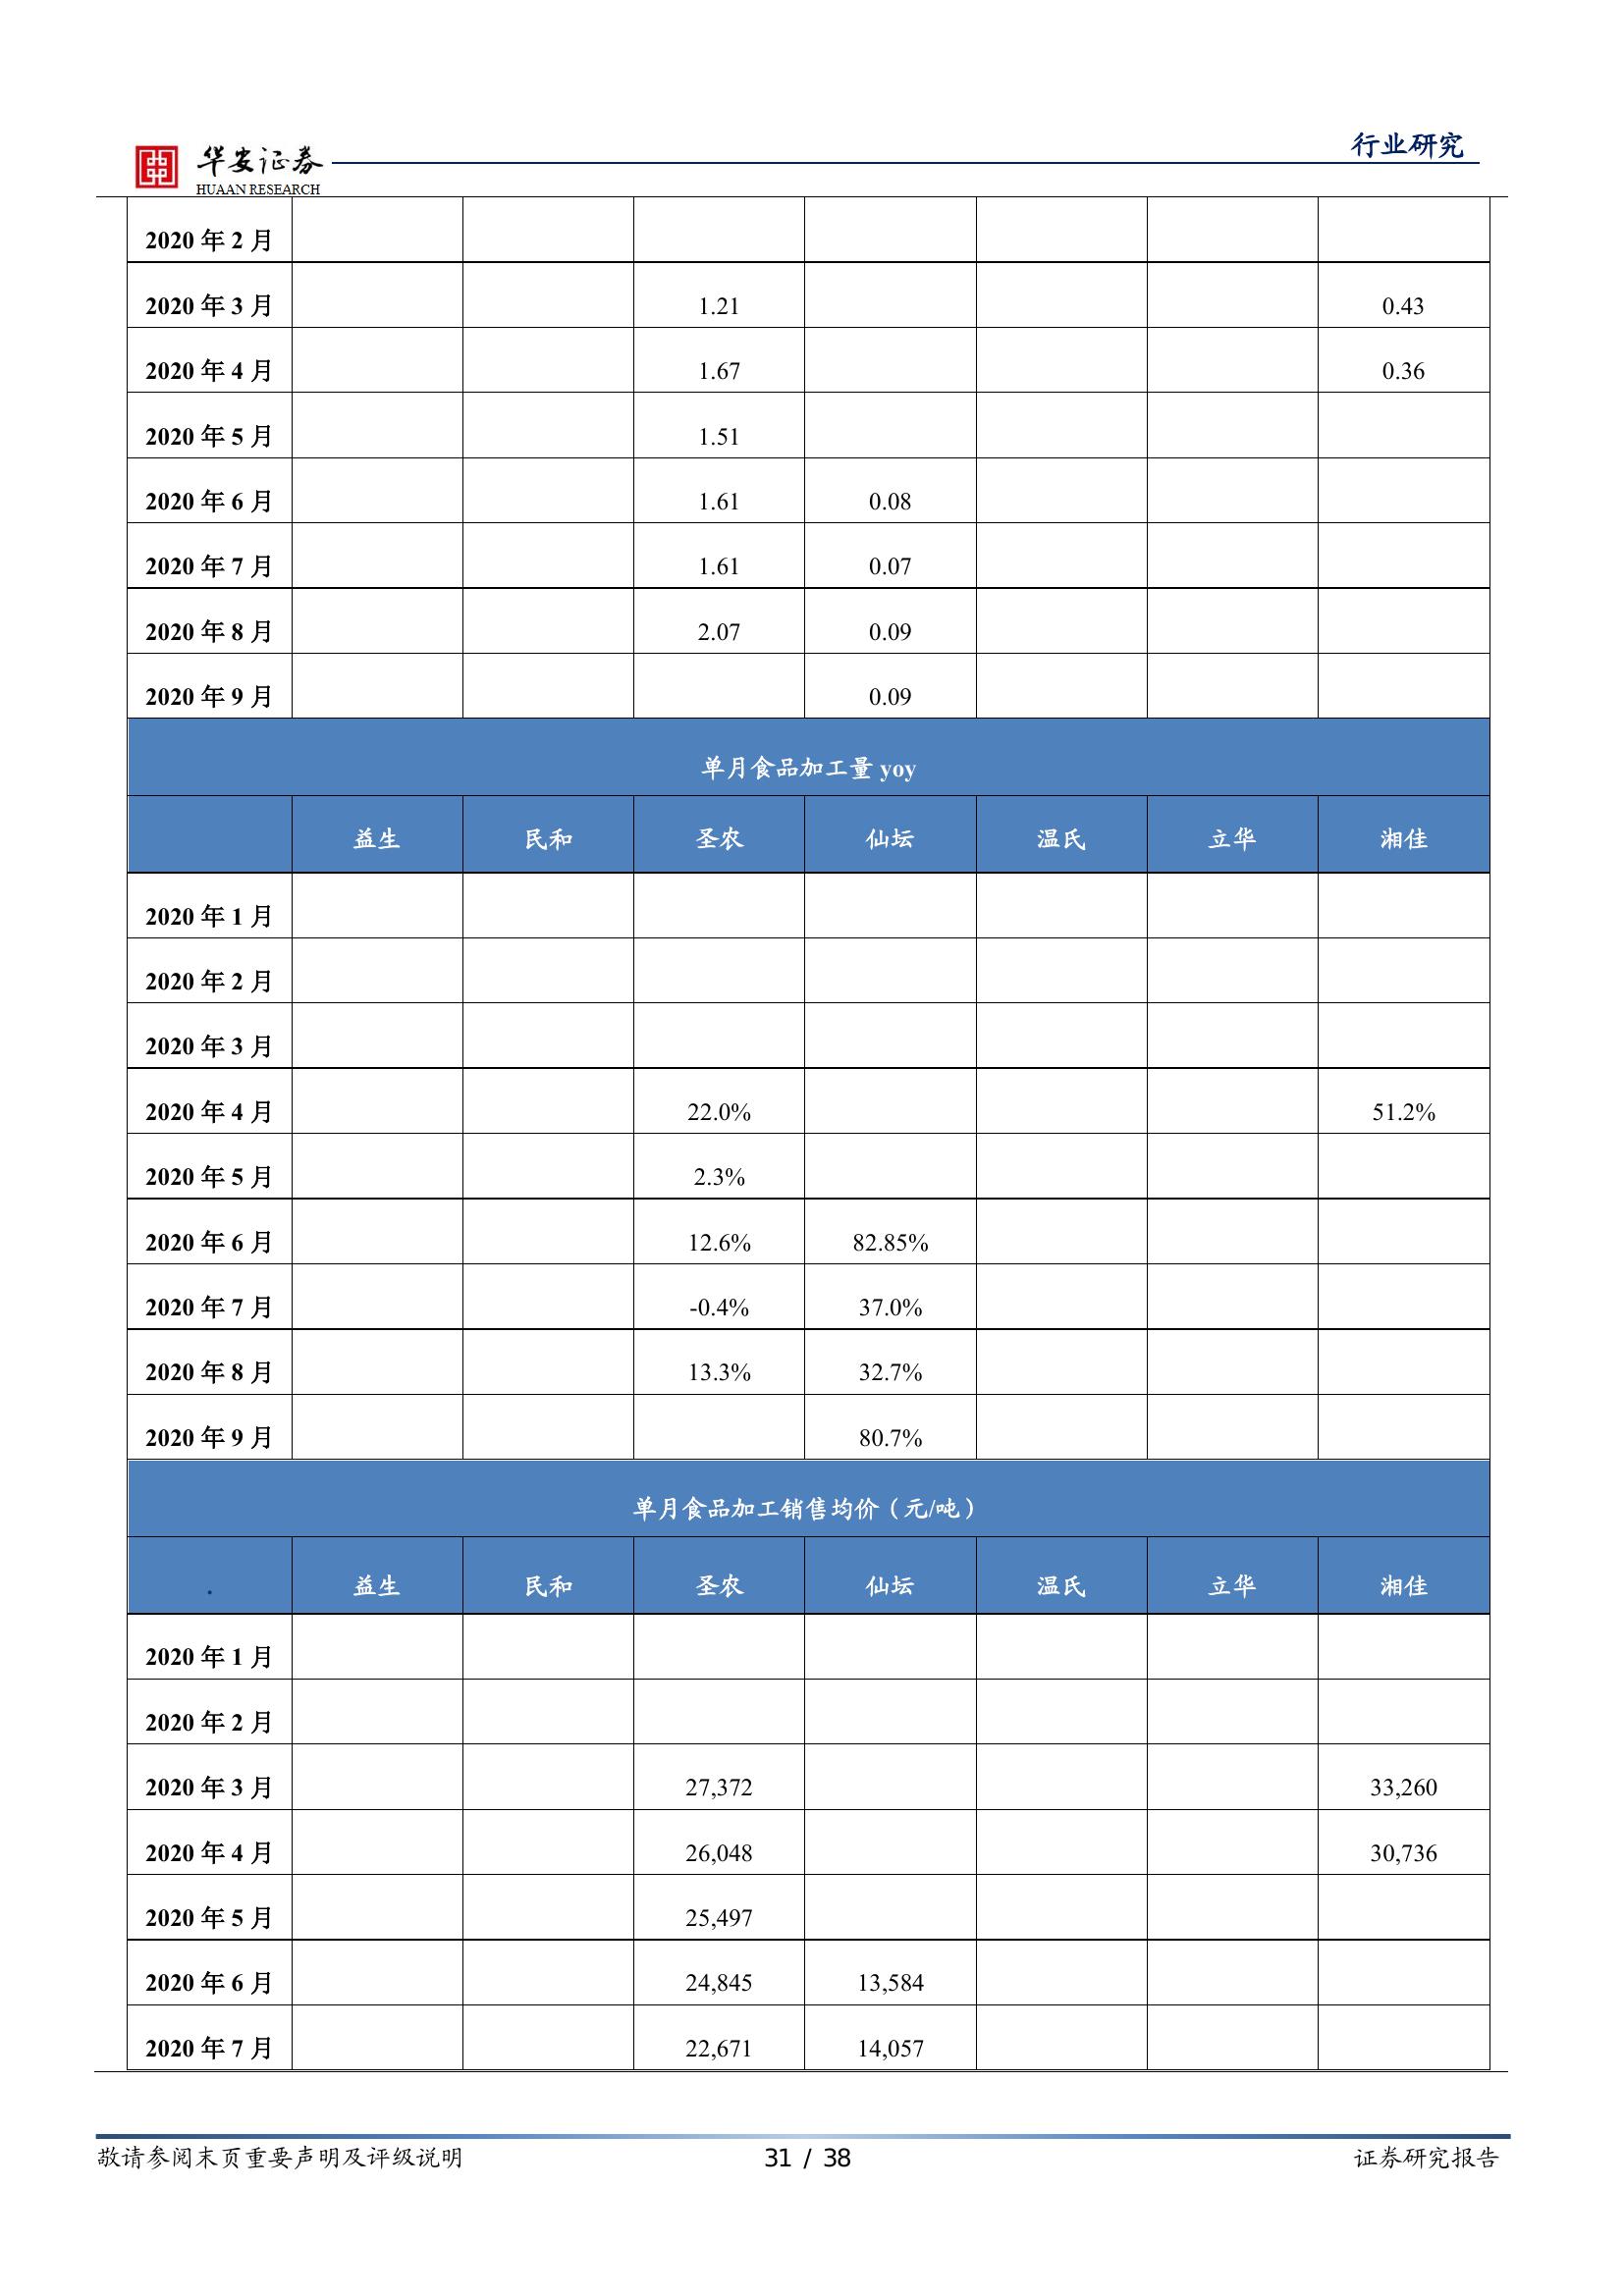 行业研究
华安证券
HUAAN RESEARCH
2020 年 2 月
2020 年 3 月 1.21 0.43
2020 年 4 月 1.67 0.36
2020 年 5 月 1.51
2020 年 6 月 1.61 0.08
2020 年 7 月 1.61 0.07
2020 年 8 月 2.07 0.09
2020 年 9 月 0.09
单月食品加工量 yoy
益生 民和 圣农 仙坛 温氏 立华 湘佳
2020 年 1 月
2020 年 2 月
2020 年 3 月
2020 年 4 月 22.0% 51.2%
2020 年 5 月 2.3%
2020 年 6 月 12.6% 82.85%
2020 年 7 月 -0.4% 37.0%
2020 年 8 月 13.3% 32.7%
2020 年 9 月 80.7%
单月食品加工销售均价（元/吨）
. 益生 民和 圣农 仙坛 温氏 立华 湘佳
2020 年 1 月
2020 年 2 月
2020 年 3 月 27,372 33,260
2020 年 4 月 26,048 30,736
2020 年 5 月 25,497
2020 年 6 月 24,845 13,584
2020 年 7 月 22,671 14,057
敬请参阅末页重要声明及评级说明 31 / 38 证券研究报告